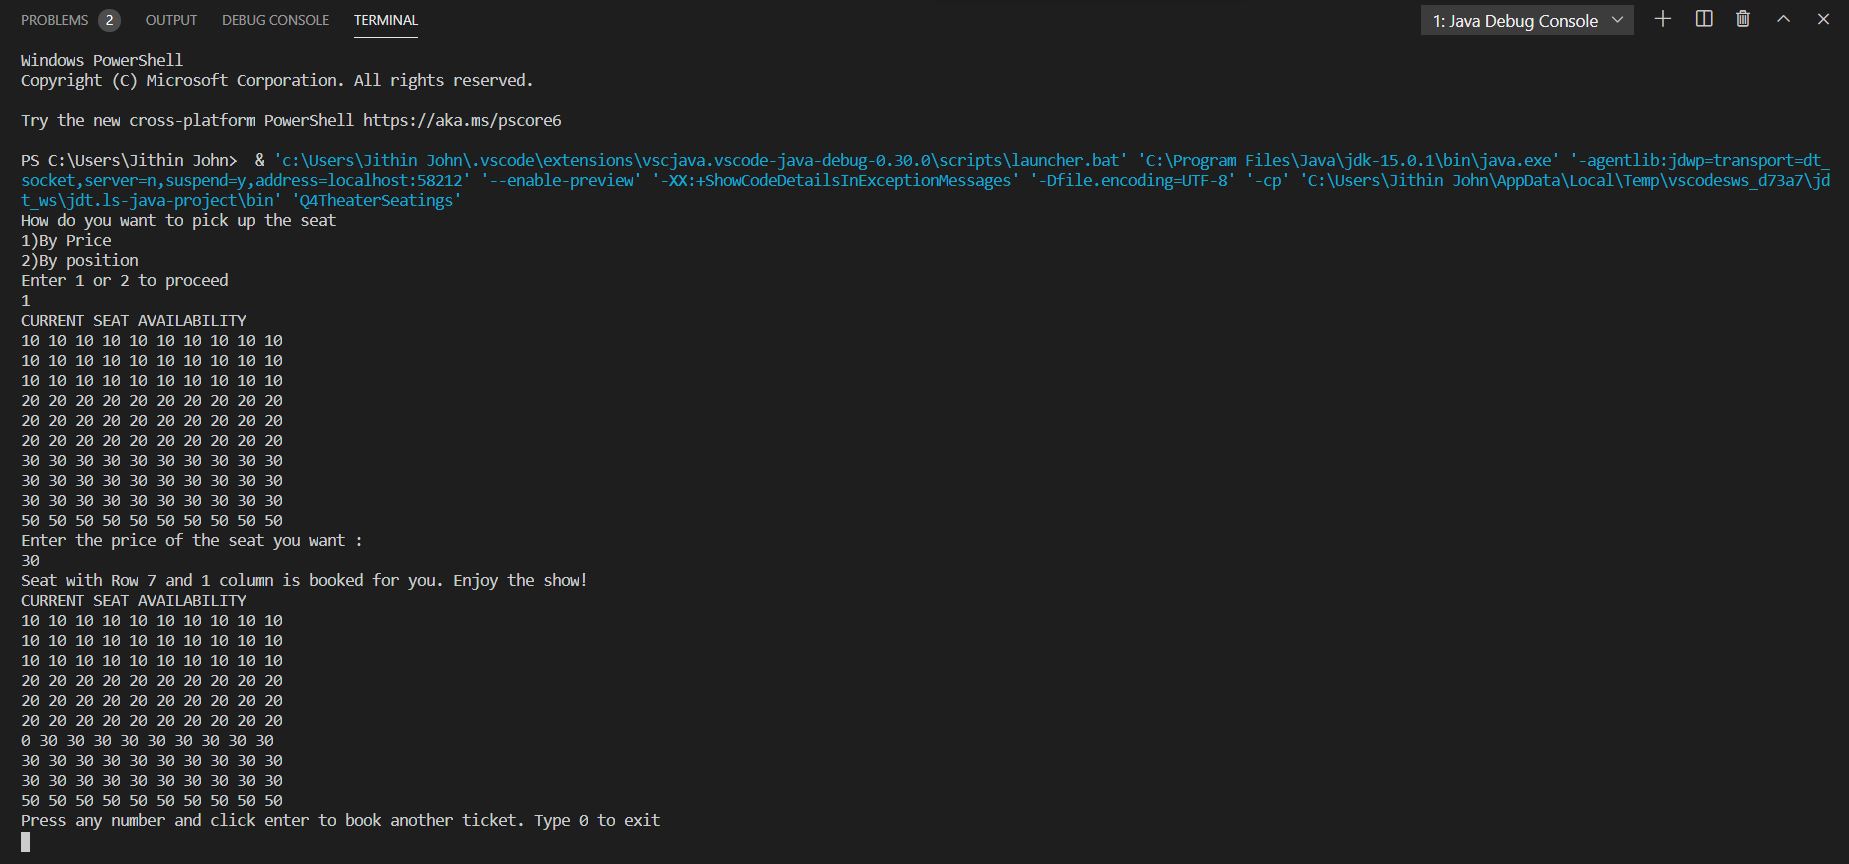 PROBLEMS 2 OUTPUT DEBUG CONSOLE TERMINAL 1: Java Debug Console
Windows PowerShell
Copyright (C) Microsoft Corporation. All rights reserved.
Try the new cross-platform PowerShell https://aka.ms/pscore6
PS C:\Users\Jithin John>  & 'c:\Users\Jithin John\.vscode\extensions\vscjava.vscode-java-debug-0.30.0\scripts\launcher.bat' 'C:\Program Files\Java\jdk-15.0.1\bin\java.exe' '-agentlib:jdwp=transport=dt_
socket,server=n,suspend=y,address=localhost:58212' '--enable-preview' '-XX:+ShowCodeDetailsInExceptionMessages' '-Dfile.encoding=UTF-8' '-cp' 'C:\Users\Jithin John\AppData\Local\Temp\vscodesws_d73a7\jd
t_ws\jdt.ls-java-project\bin' 'Q4TheaterSeatings'
How do you want to pick up the seat
1)By Price
2)By position
Enter 1 or 2 to proceed
1
CURRENT SEAT AVAILABILITY
10 10 10 10 10 10 10 10 10 10
10 10 10 10 10 10 10 10 10 10
10 10 10 10 10 10 10 10 10 10
20 20 20 20 20 20 20 20 20 20
20 20 20 20 20 20 20 20 20 20
20 20 20 20 20 20 20 20 20 20
30 30 30 30 30 30 30 30 30 30
30 30 30 30 30 30 30 30 30 30
30 30 30 30 30 30 30 30 30 30
50 50 50 50 50 50 50 50 50 50
Enter the price of the seat you want :
30
Seat with Row 7 and 1 column is booked for you. Enjoy the show!
CURRENT SEAT AVAILABILITY
10 10 10 10 10 10 10 10 10 10
10 10 10 10 10 10 10 10 10 10
10 10 10 10 10 10 10 10 10 10
20 20 20 20 20 20 20 20 20 20
20 20 20 20 20 20 20 20 20 20
20 20 20 20 20 20 20 20 20 20
0 30 30 30 30 30 30 30 30 30
30 30 30 30 30 30 30 30 30 30
30 30 30 30 30 30 30 30 30 30
50 50 50 50 50 50 50 50 50 50
Press any number and click enter to book another ticket. Type 0 to exit